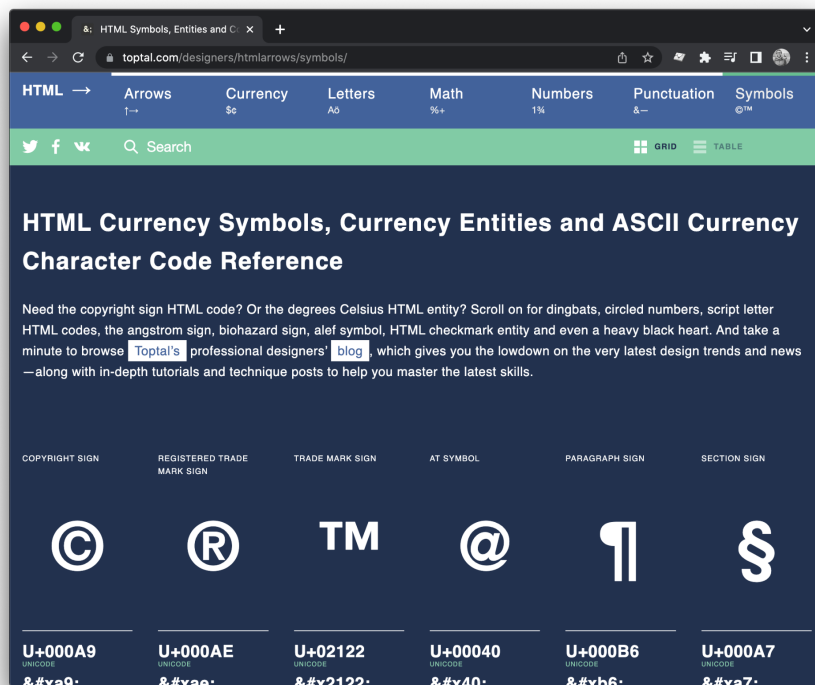 &; HTML Symbols, Entities and C
toptal.com/designers/htmlarrows/symbols/
HTML → Arrows Currency Letters Math Numbers Punctuation Symbols
↑→ $¢ Aö %+ 1¾ &— ©™
Search GRID TABLE
HTML Currency Symbols, Currency Entities and ASCII Currency
Character Code Reference
Need the copyright sign HTML code? Or the degrees Celsius HTML entity? Scroll on for dingbats, circled numbers, script letter
HTML codes, the angstrom sign, biohazard sign, alef symbol, HTML checkmark entity and even a heavy black heart. And take a
minute to browse Toptal's professional designers' blog, which gives you the lowdown on the very latest design trends and news
—along with in-depth tutorials and technique posts to help you master the latest skills.
COPYRIGHT SIGN REGISTERED TRADE TRADE MARK SIGN AT SYMBOL PARAGRAPH SIGN SECTION SIGN
MARK SIGN
© ® ™ @ ¶ §
U+000A9 U+000AE U+02122 U+00040 U+000B6 U+000A7
UNICODE UNICODE UNICODE UNICODE UNICODE UNICODE
&#xa9; &#xae; &#x2122; &#x40; &#xb6; &#xa7;